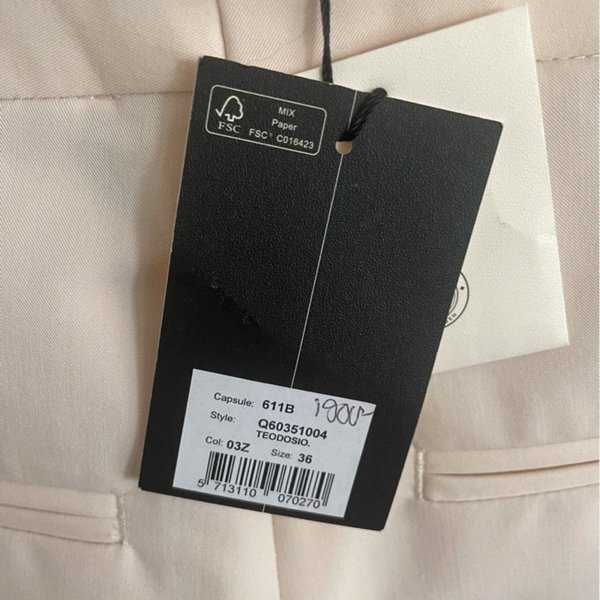 MIX
Paper
FSC
FSC® C016423
Capsule: 611B
1900,-
Style: Q60351004
TEODOSIO.
Col: 03Z Size: 36
5 713110 070270